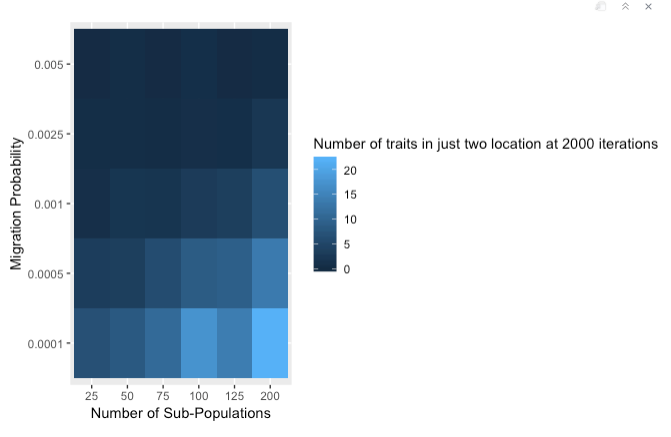 0.005
0.0025
0.001
0.0005
0.0001
Migration Probability
25 50 75 100 125 200
Number of Sub-Populations
Number of traits in just two location at 2000 iterations
20
15
10
5
0